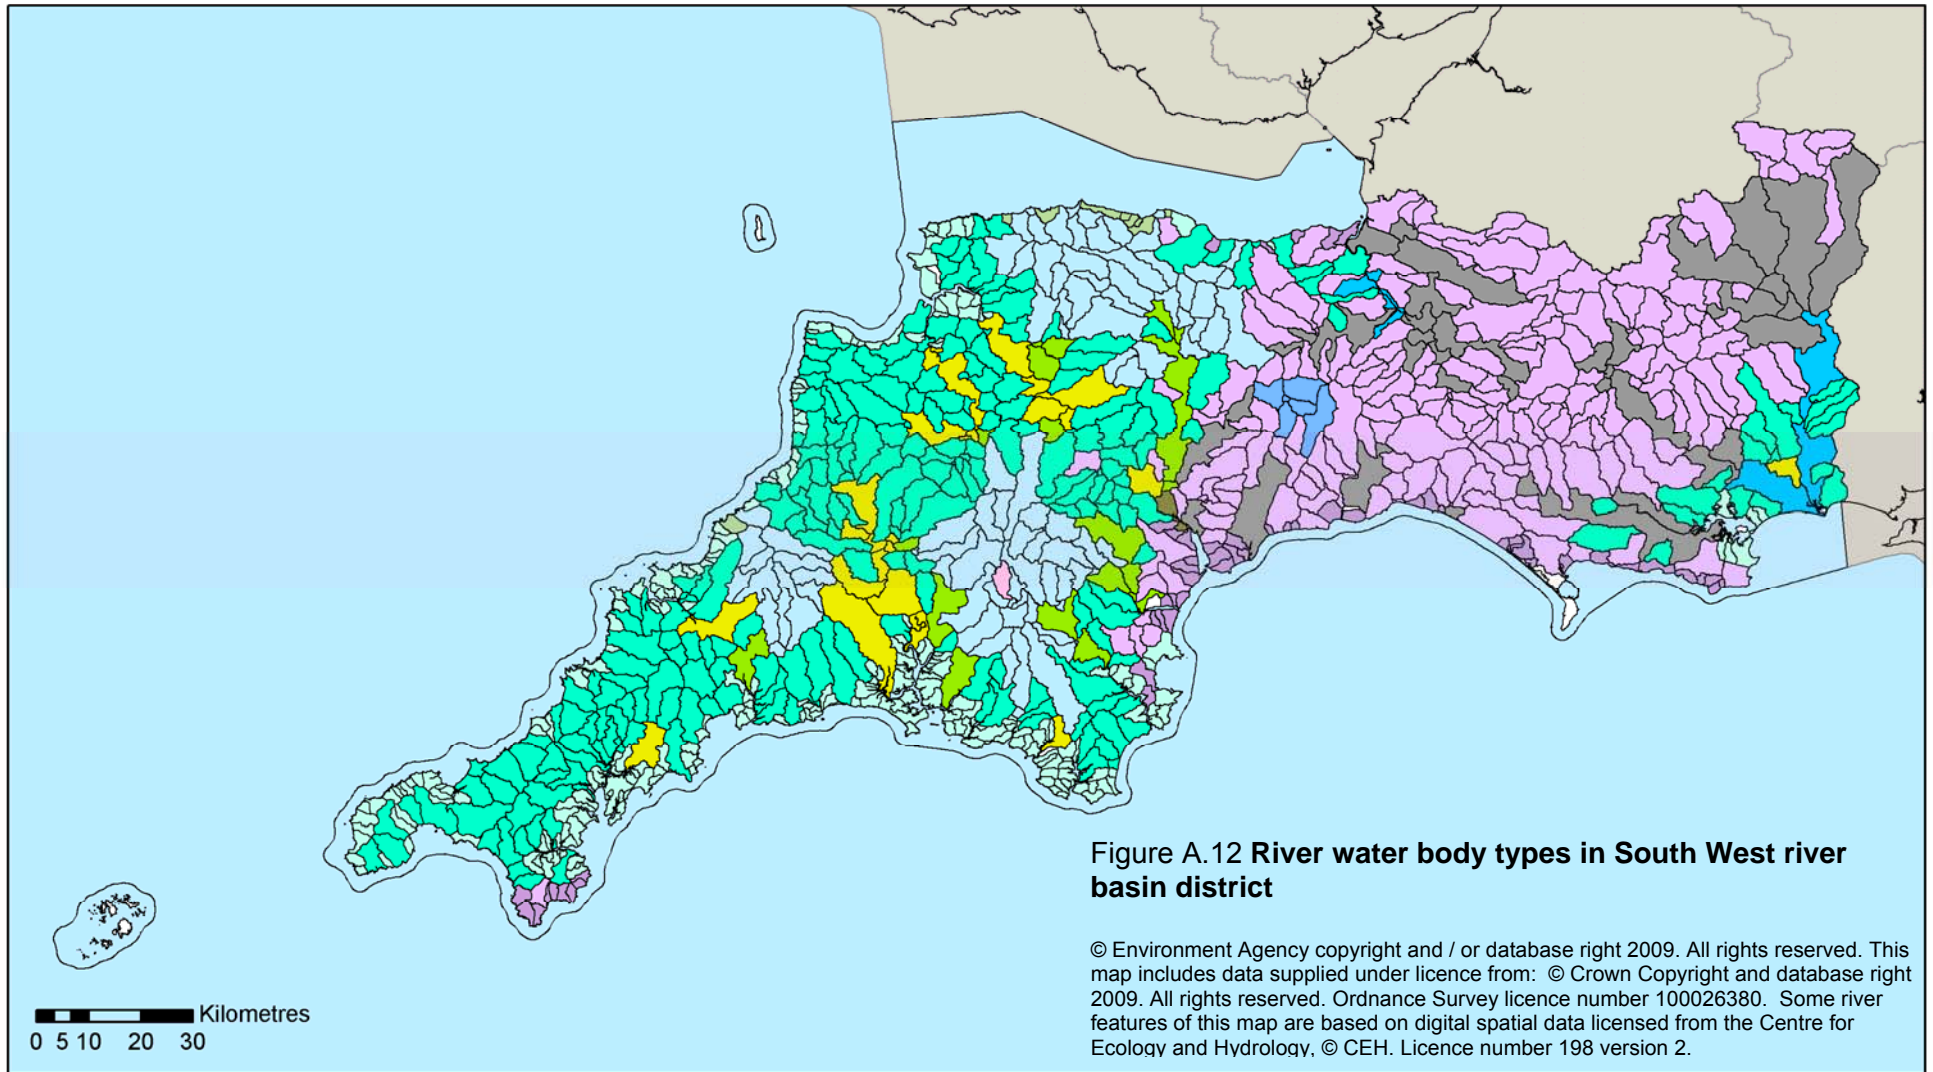 Figure A.12 River water body types in South West river
basin district
© Environment Agency copyright and / or database right 2009. All rights reserved. This
map includes data supplied under licence from: © Crown Copyright and database right
2009. All rights reserved. Ordnance Survey licence number 100026380. Some river
features of this map are based on digital spatial data licensed from the Centre for
Ecology and Hydrology, © CEH. Licence number 198 version 2.
Kilometres
0 5 10 20 30